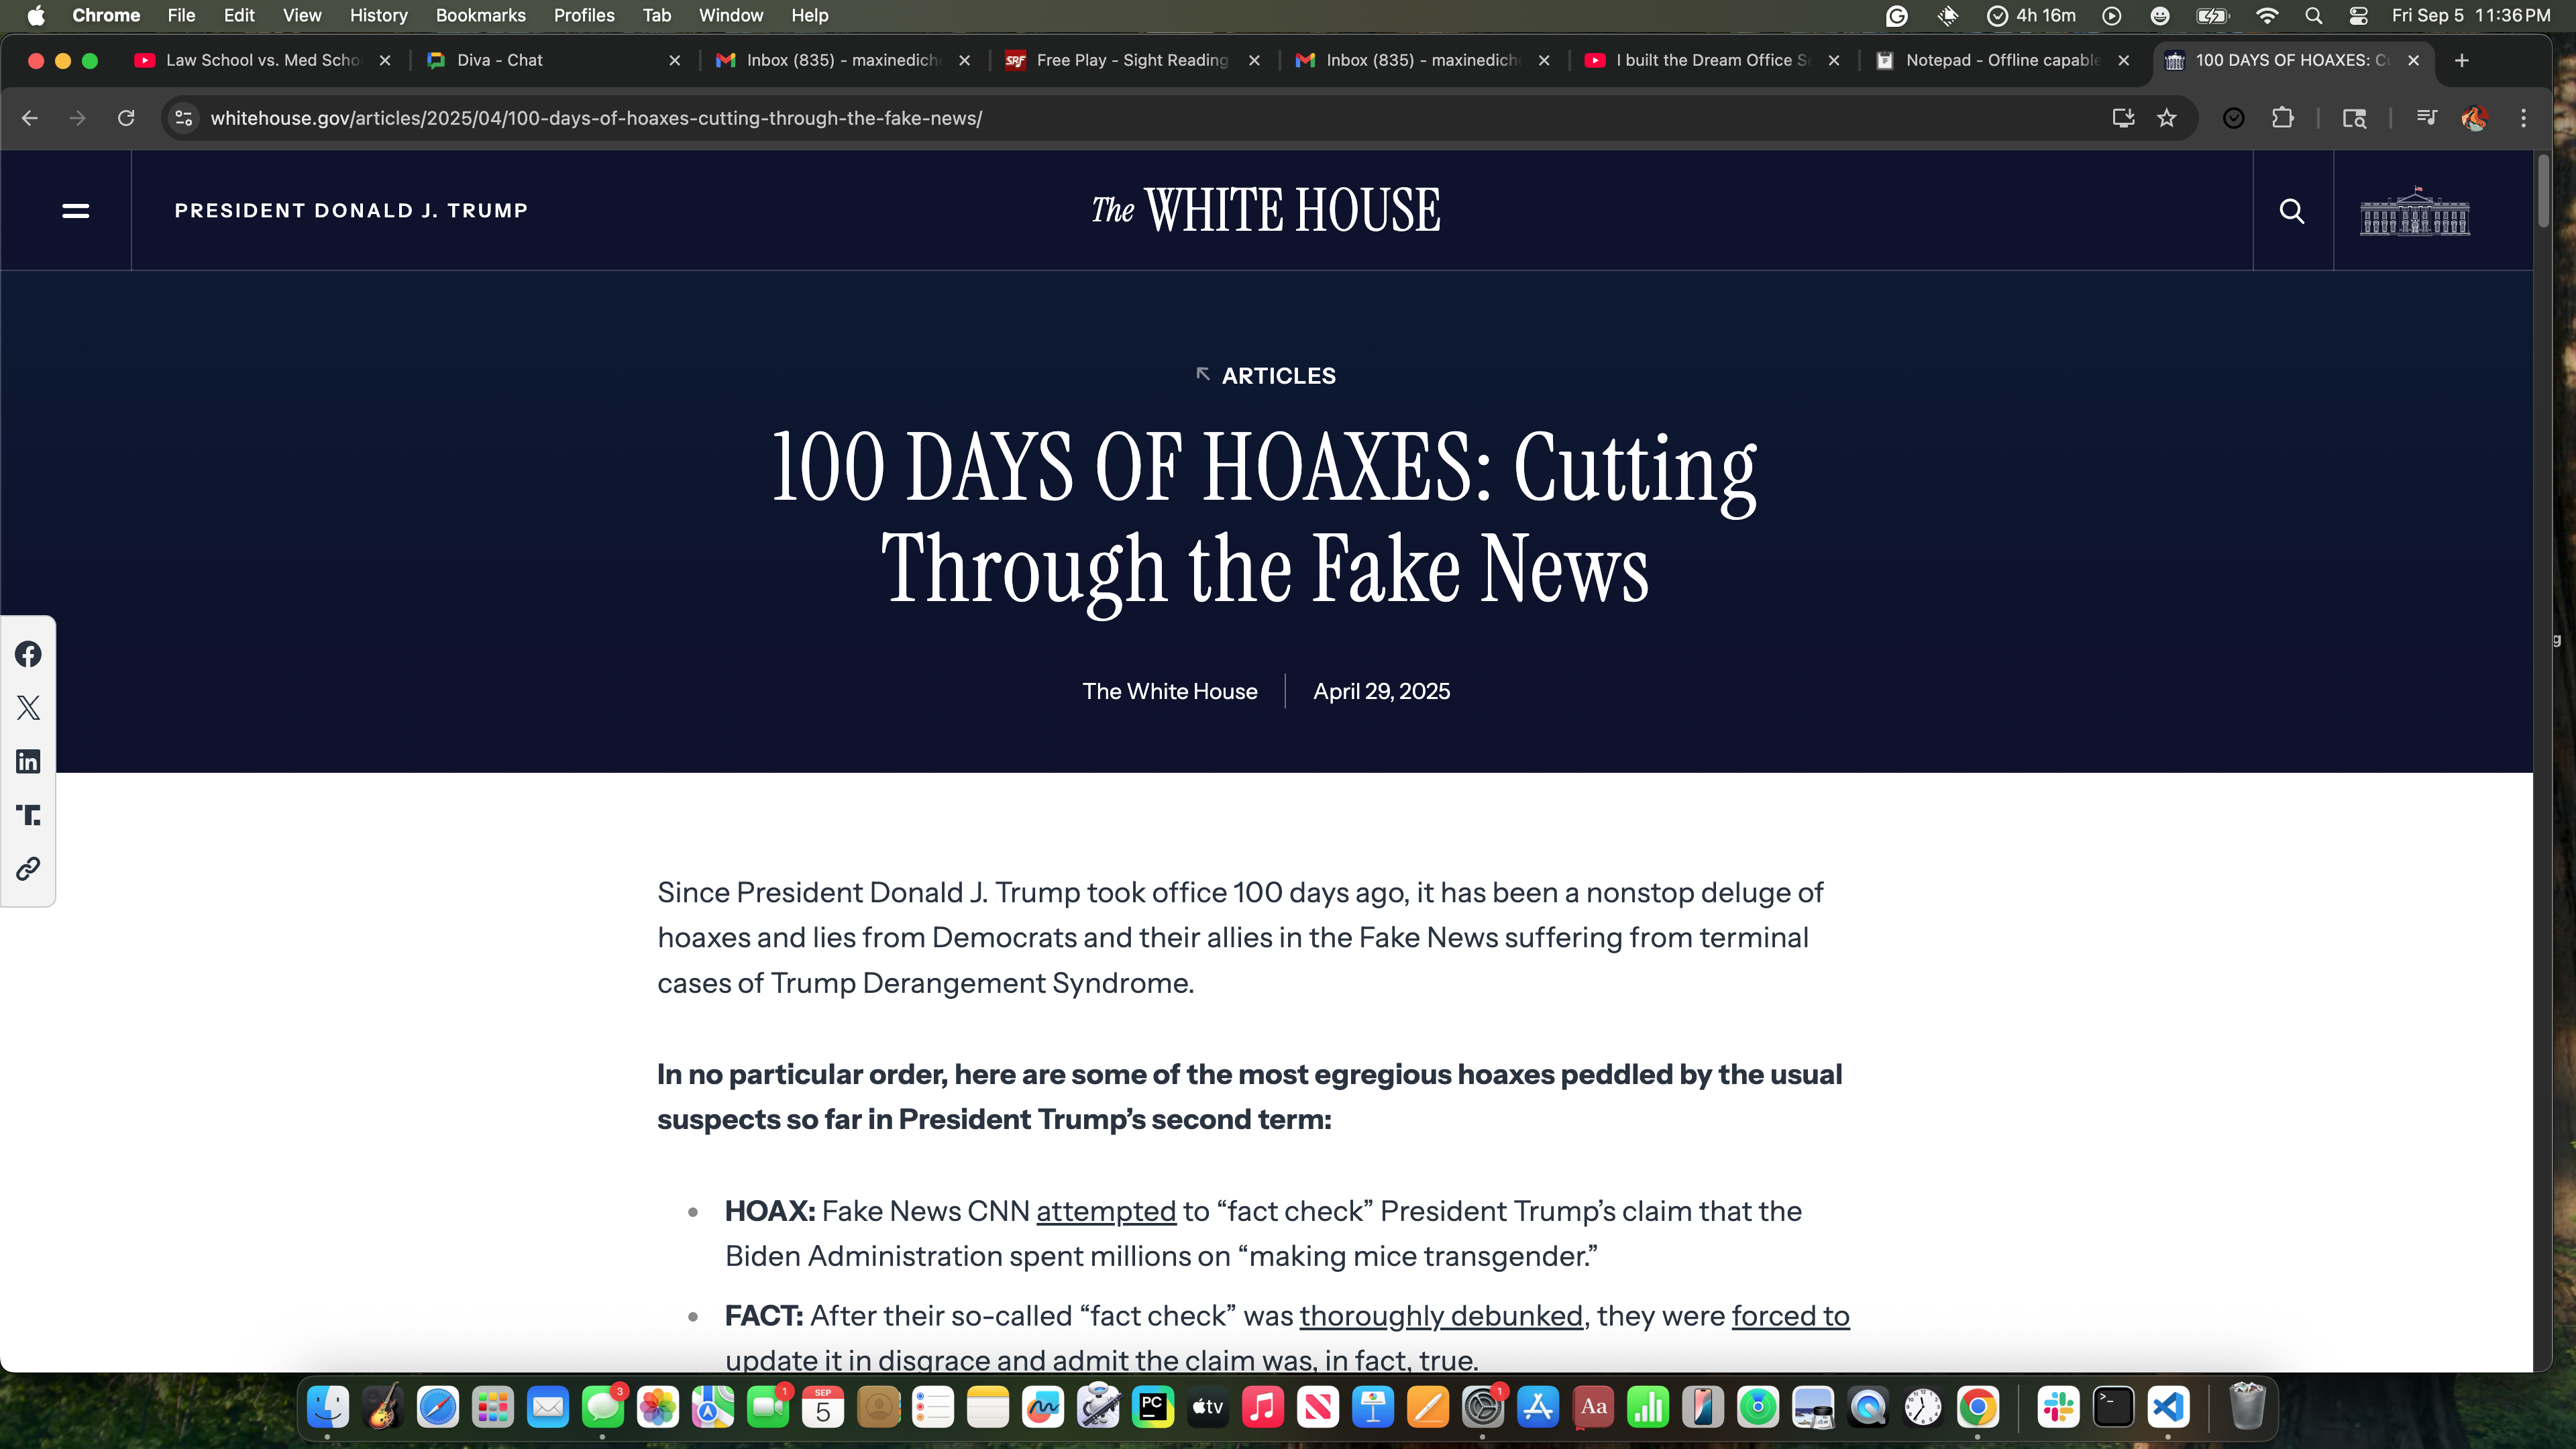 Chrome File Edit View History Bookmarks Profiles Tab Window Help 4h 16m Fri Sep 5 11:36 PM
Law School vs. Med Scho Diva - Chat Inbox (835) - maxinedich Free Play - Sight Reading Inbox (835) - maxinedich I built the Dream Office S Notepad - Offline capable 100 DAYS OF HOAXES: C
whitehouse.gov/articles/2025/04/100-days-of-hoaxes-cutting-through-the-fake-news/
PRESIDENT DONALD J. TRUMP The WHITE HOUSE
ARTICLES
100 DAYS OF HOAXES: Cutting
Through the Fake News
The White House April 29, 2025
Since President Donald J. Trump took office 100 days ago, it has been a nonstop deluge of
hoaxes and lies from Democrats and their allies in the Fake News suffering from terminal
cases of Trump Derangement Syndrome.
In no particular order, here are some of the most egregious hoaxes peddled by the usual
suspects so far in President Trump’s second term:
HOAX: Fake News CNN attempted to “fact check” President Trump’s claim that the
Biden Administration spent millions on “making mice transgender.”
FACT: After their so-called “fact check” was thoroughly debunked, they were forced to
update it in disgrace and admit the claim was, in fact, true.
3 1 SEP 5 PC tv 1 Aa